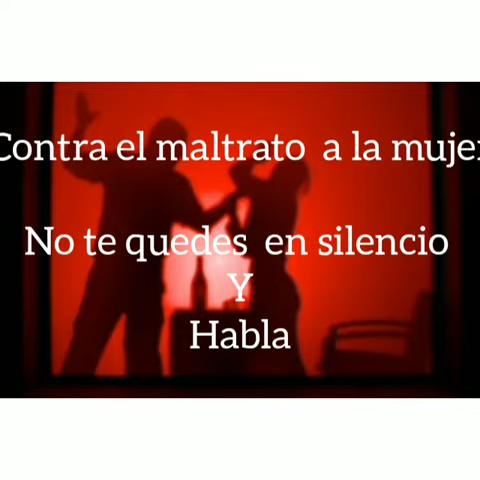 Contra el maltrato a la mujer
No te quedes en silencio
Y
Habla